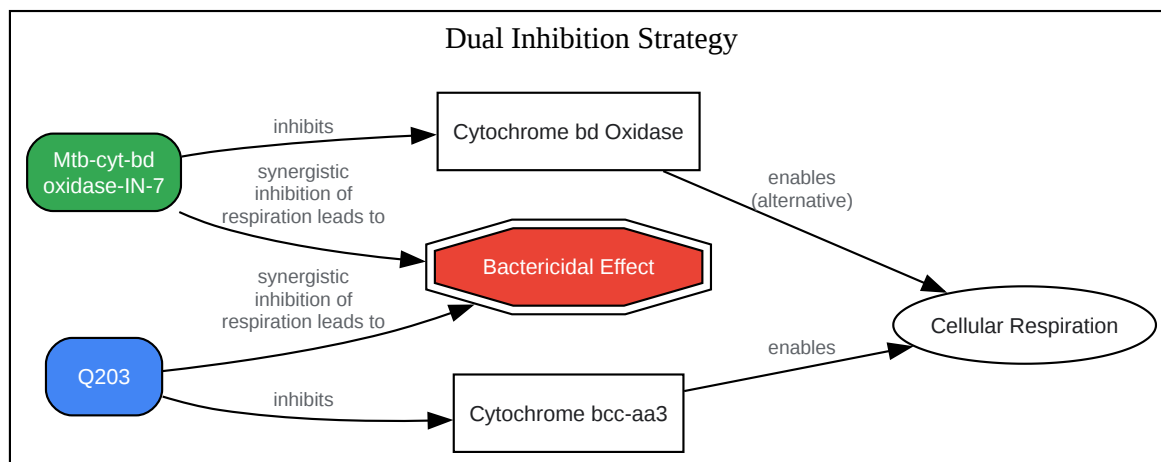 Dual Inhibition Strategy
Mtb-cyt-bd
oxidase-IN-7
inhibits
Cytochrome bd Oxidase
synergistic
inhibition of
respiration leads to
enables
(alternative)
Bactericidal Effect
synergistic
inhibition of
respiration leads to
Cellular Respiration
Q203
enables
inhibits
Cytochrome bcc-aa3